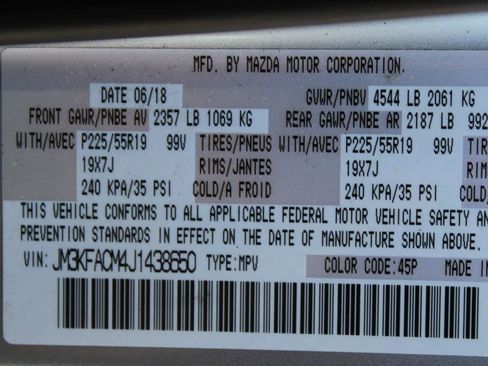 MFD. BY MAZDA MOTOR CORPORATION.
DATE 06/18 GVWR/PNBV 4544 LB 2061 KG
FRONT GAWR/PNBE AV 2357 LB 1069 KG REAR GAWR/PNBE AR 2187 LB 992
WITH/AVEC P225/55R19 99V TIRES/PNEUS WITH/AVEC P225/55R19 99V TIRES
19X7J RIMS/JANTES 19X7J RIMS
240 KPA/35 PSI COLD/A FROID 240 KPA/35 PSI COLD/
THIS VEHICLE CONFORMS TO ALL APPLICABLE FEDERAL MOTOR VEHICLE SAFETY AN
PREVENTION STANDARDS IN EFFECT ON THE DATE OF MANUFACTURE SHOWN ABOVE.
VIN: JM3KFACM4J1438650 TYPE:MPV COLOR CODE:45P MADE IN